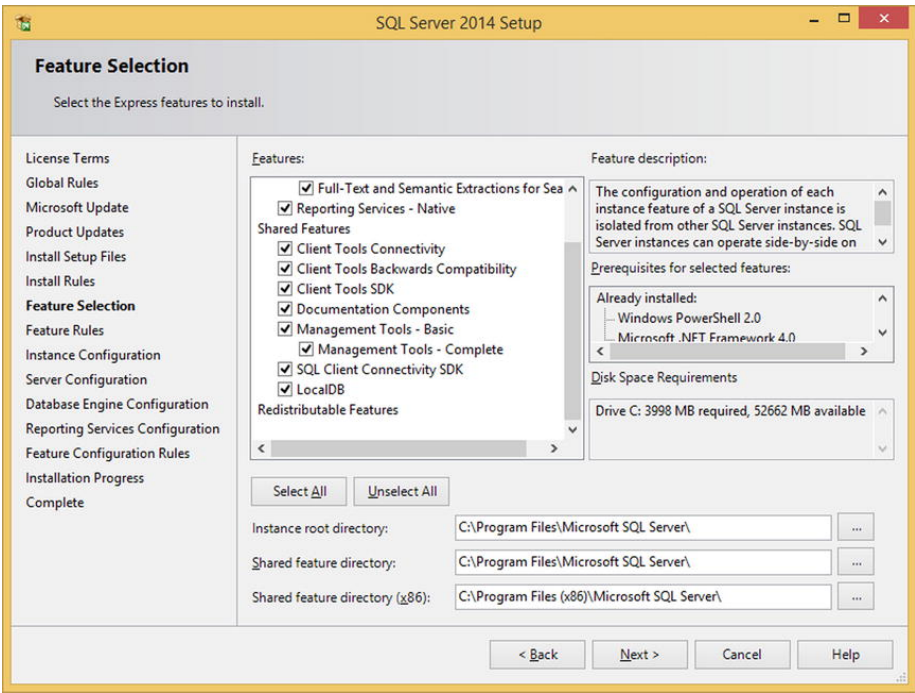 SQL Server 2014 Setup
Feature Selection
Select the Express features to install.
License Terms
Global Rules
Microsoft Update
Product Updates
Install Setup Files
Install Rules
Feature Selection
Feature Rules
Instance Configuration
Server Configuration
Database Engine Configuration
Reporting Services Configuration
Feature Configuration Rules
Installation Progress
Complete
Features:
Full-Text and Semantic Extractions for Sea
Reporting Services - Native
Shared Features
Client Tools Connectivity
Client Tools Backwards Compatibility
Client Tools SDK
Documentation Components
Management Tools - Basic
Management Tools - Complete
SQL Client Connectivity SDK
LocalDB
Redistributable Features
Feature description:
The configuration and operation of each
instance feature of a SQL Server instance is
isolated from other SQL Server instances. SQL
Server instances can operate side-by-side on
Prerequisites for selected features:
Already installed:
Windows PowerShell 2.0
Microsoft .NET Framework 4.0
Disk Space Requirements
Drive C: 3998 MB required, 52662 MB available
Select All
Unselect All
Instance root directory:
C:\Program Files\Microsoft SQL Server\
...
Shared feature directory:
C:\Program Files\Microsoft SQL Server\
...
Shared feature directory (x86):
C:\Program Files (x86)\Microsoft SQL Server\
...
< Back
Next >
Cancel
Help